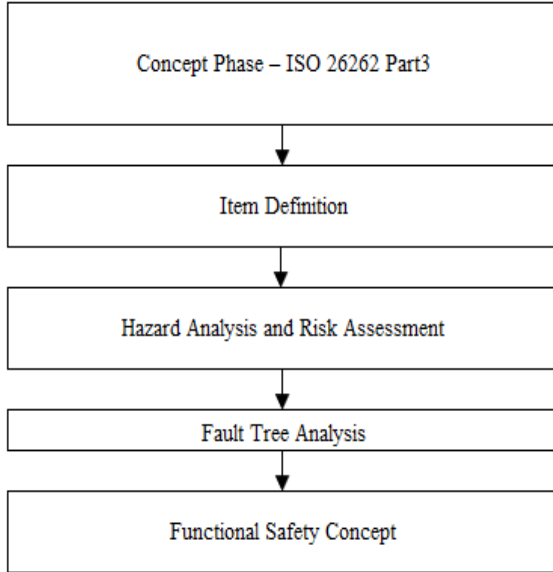 Concept Phase – ISO 26262 Part3
Item Definition
Hazard Analysis and Risk Assessment
Fault Tree Analysis
Functional Safety Concept